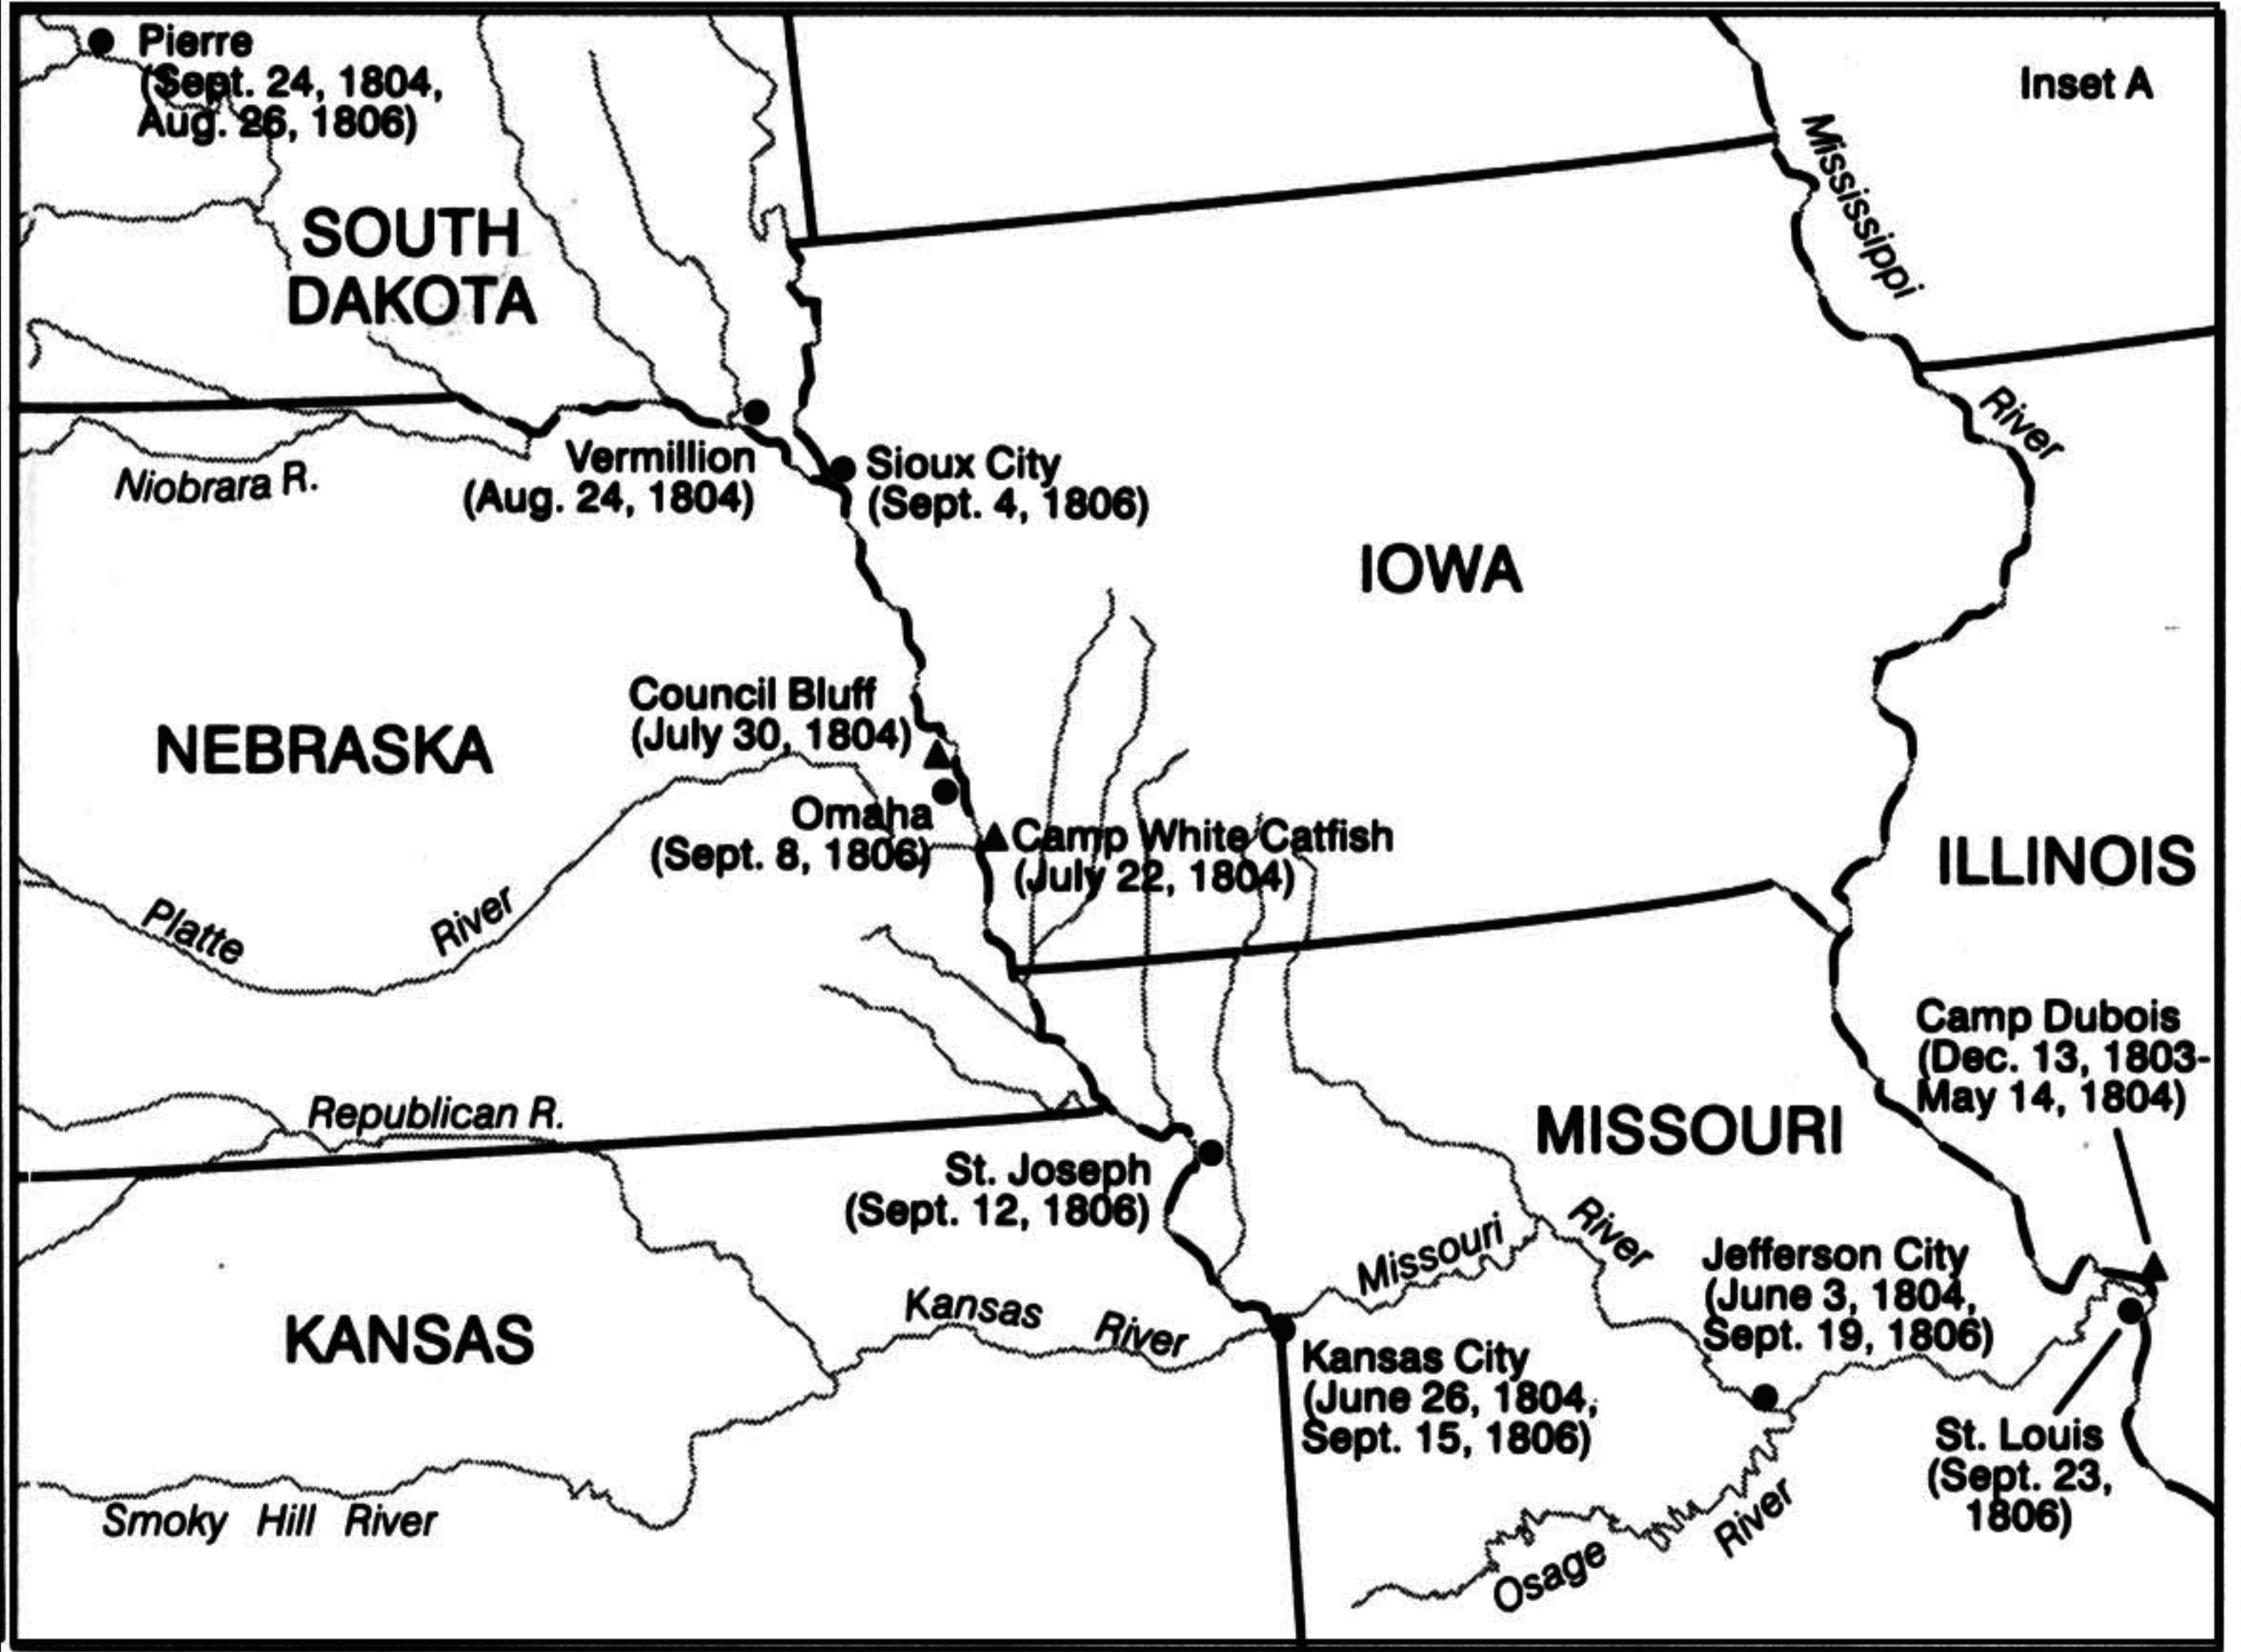 Pierre
(Sept. 24, 1804,
Aug. 26, 1806)
Inset A
Mississippi
River
SOUTH
DAKOTA
Niobrara R.
Vermillion
(Aug. 24, 1804)
Sioux City
(Sept. 4, 1806)
IOWA
Council Bluff
(July 30, 1804)
NEBRASKA
Omaha
(Sept. 8, 1806)
Camp White Catfish
(July 22, 1804)
ILLINOIS
Platte
River
Camp Dubois
(Dec. 13, 1803-
May 14, 1804)
Republican R.
MISSOURI
St. Joseph
(Sept. 12, 1806)
Missouri
River
Jefferson City
(June 3, 1804,
Sept. 19, 1806)
KANSAS
Kansas
River
Kansas City
(June 26, 1804,
Sept. 15, 1806)
St. Louis
(Sept. 23,
1806)
Smoky Hill River
Osage
River